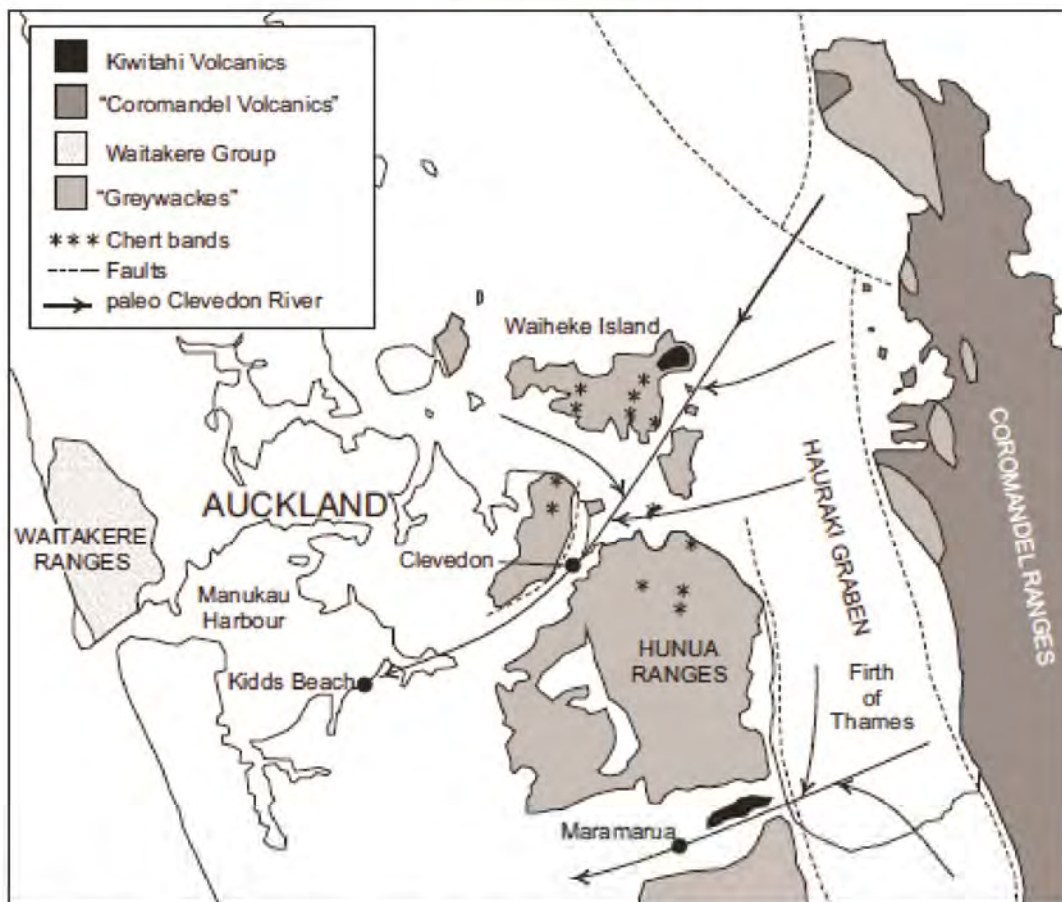 Kiwitahi Volcanics
"Coromandel Volcanics"
Waitakere Group
"Greywackes"
*** Chert bands
Faults
paleo Clevedon River
Waiheke Island
AUCKLAND
WAITAKERE
RANGES
Clevedon
Manukau
Harbour
Kidds Beach
HUNUA
RANGES
HAURAKI GRABEN
COROMANDEL RANGES
Firth
of
Thames
Maramarua